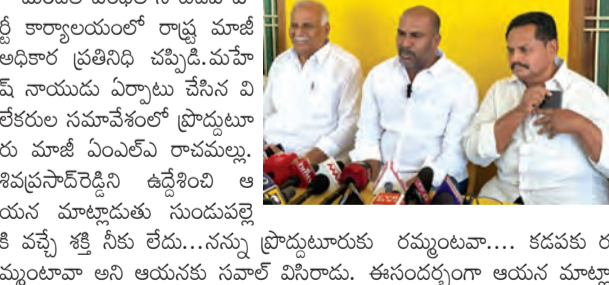 ర్టీ కార్యాలయంలో రాష్ట్ర మాజీ
అధికార ప్రతినిధి చప్పిడి.మహే
ష్ నాయుడు ఏర్పాటు చేసిన వి
లేకరుల సమావేశంలో ప్రొద్దుటూ
రు మాజీ ఏంఎల్ఎ రాచమల్లు.
శివప్రసాద్‌రెడ్డిని ఉద్దేశించి ఆ
యన మాట్లాడుతు సుండుపల్లె
కి వచ్చే శక్తి నీకు లేదు...నన్ను ప్రొద్దుటూరుకు రమ్మంటవా.... కడపకు ర
మ్మంటావా అని ఆయనకు సవాల్ విసిరాడు. ఈసందర్భంగా ఆయన మాట్లా